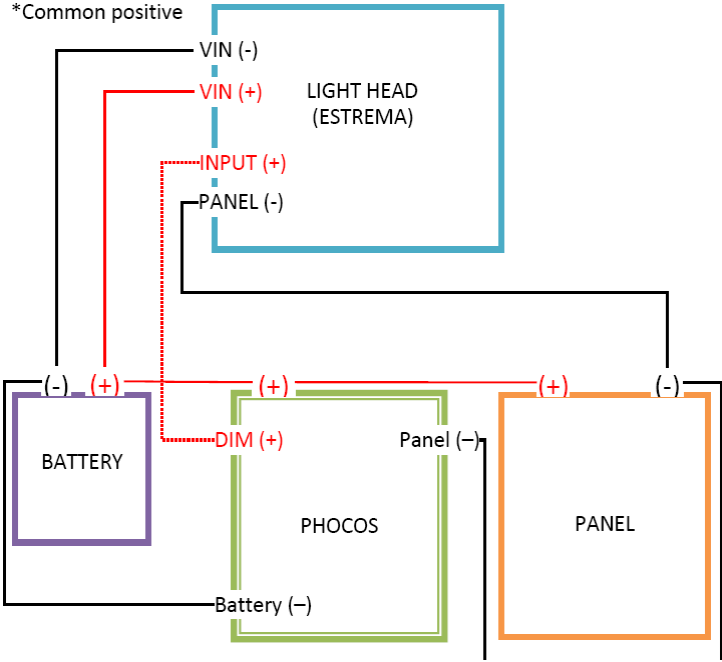 *Common positive
VIN (-)
VIN (+)
LIGHT HEAD
(ESTREMA)
INPUT (+)
PANEL (-)
(-)
(+)
(+)
(+)
(-)
DIM (+)
Panel (–)
BATTERY
PHOCOS
PANEL
Battery (–)